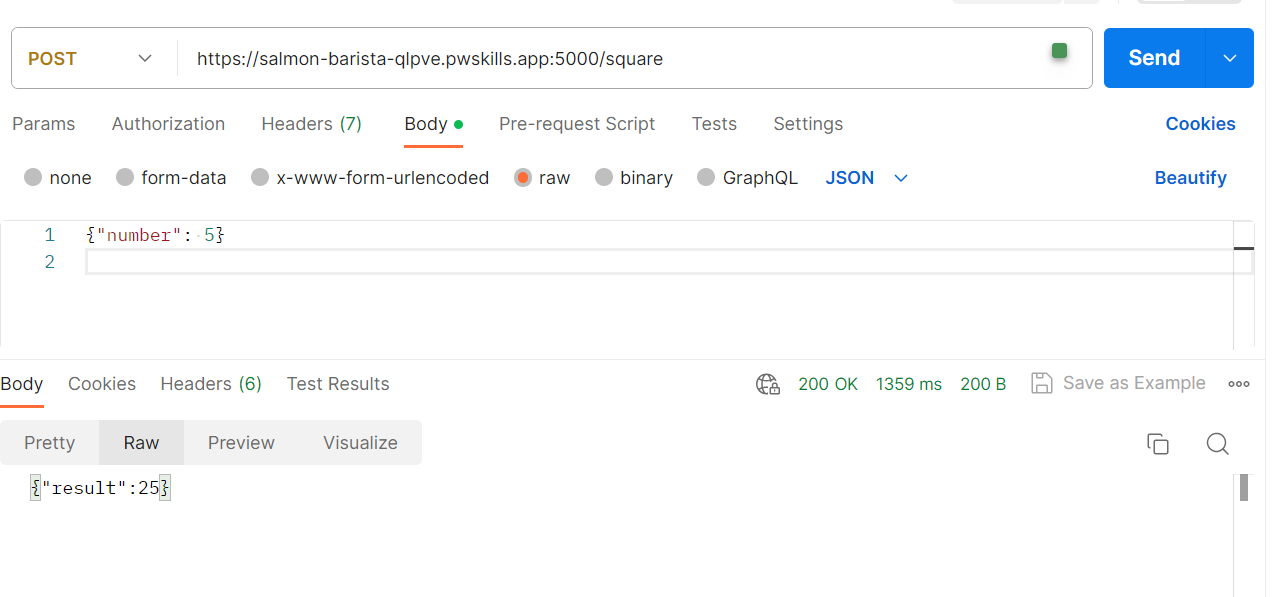 POST https://salmon-barista-qlpve.pwskills.app:5000/square Send
Params Authorization Headers (7) Body Pre-request Script Tests Settings Cookies
none form-data x-www-form-urlencoded raw binary GraphQL JSON Beautify
1 {"number": 5}
2
Body Cookies Headers (6) Test Results 200 OK 1359 ms 200 B Save as Example
Pretty Raw Preview Visualize
{"result":25}